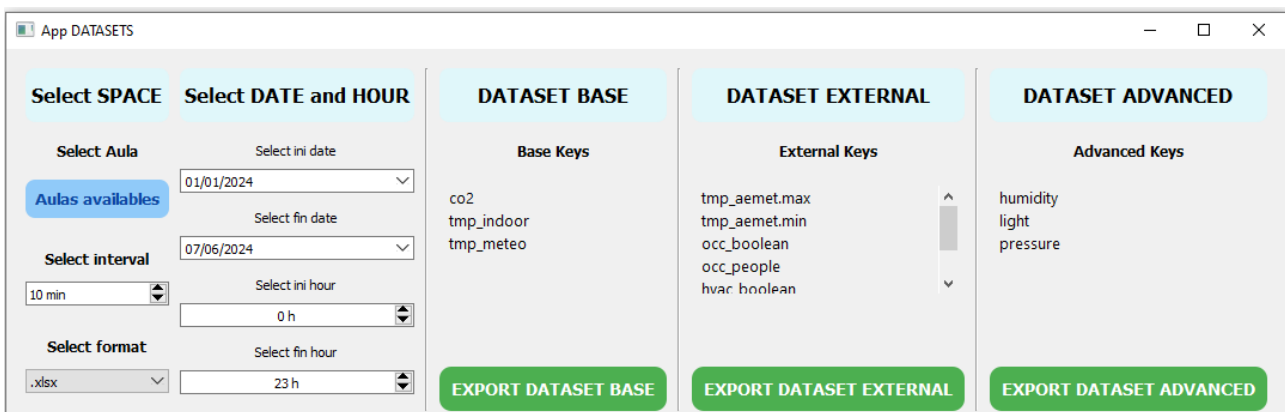 App DATASETS
Select SPACE
Select Aula
Aulas availables
Select interval
10 min
Select format
.xlsx
Select DATE and HOUR
Select ini date
01/01/2024
Select fin date
07/06/2024
Select ini hour
0 h
Select fin hour
23 h
DATASET BASE
Base Keys
co2
tmp_indoor
tmp_meteo
EXPORT DATASET BASE
DATASET EXTERNAL
External Keys
tmp_aemet.max
tmp_aemet.min
occ_boolean
occ_people
hvac_boolean
EXPORT DATASET EXTERNAL
DATASET ADVANCED
Advanced Keys
humidity
light
pressure
EXPORT DATASET ADVANCED